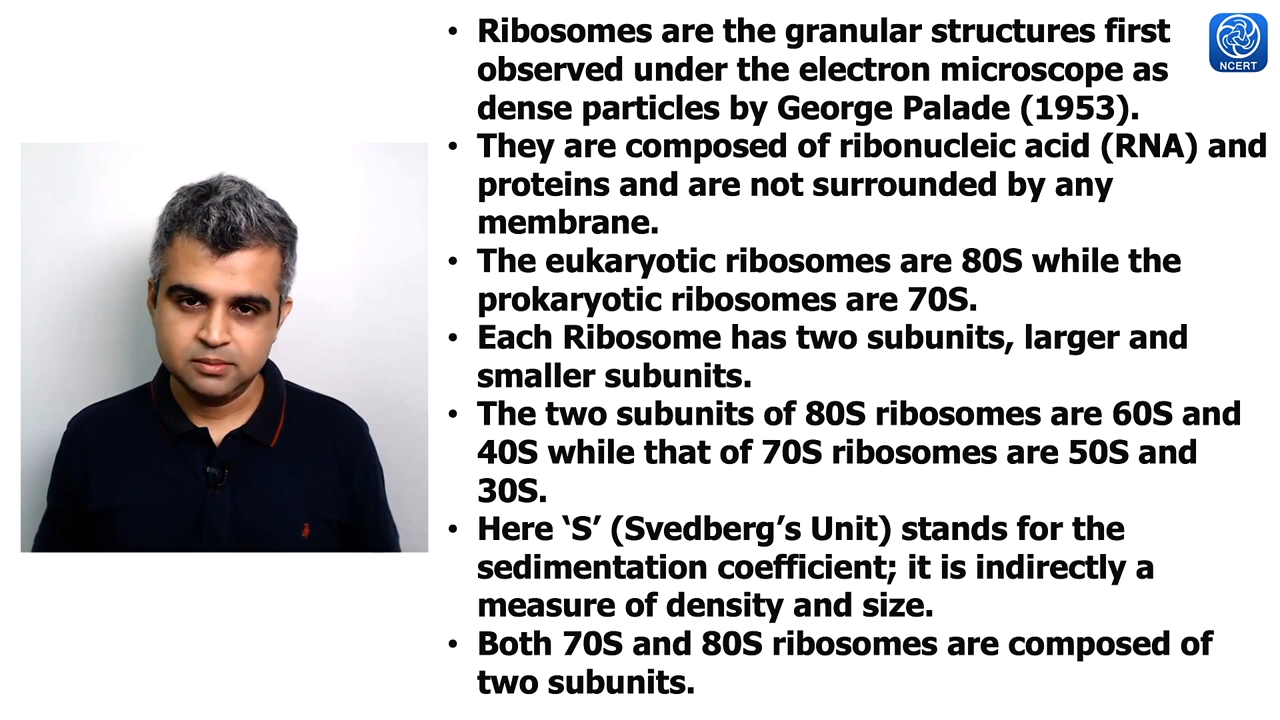 • Ribosomes are the granular structures first
observed under the electron microscope as
dense particles by George Palade (1953).
• They are composed of ribonucleic acid (RNA) and
proteins and are not surrounded by any
membrane.
• The eukaryotic ribosomes are 80S while the
prokaryotic ribosomes are 70S.
• Each Ribosome has two subunits, larger and
smaller subunits.
• The two subunits of 80S ribosomes are 60S and
40S while that of 70S ribosomes are 50S and
30S.
• Here ‘S’ (Svedberg’s Unit) stands for the
sedimentation coefficient; it is indirectly a
measure of density and size.
• Both 70S and 80S ribosomes are composed of
two subunits.
NCERT